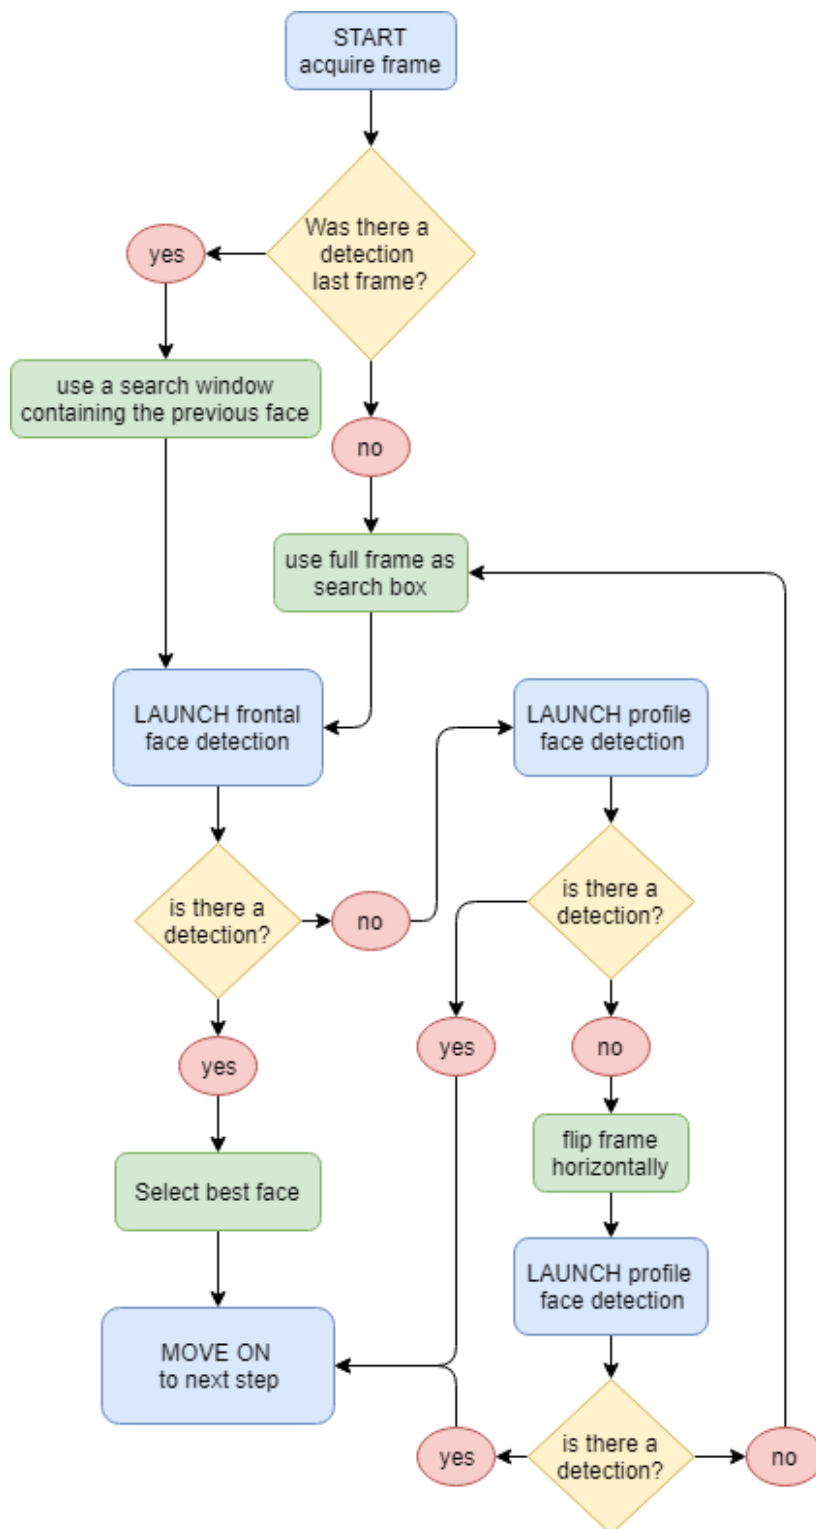 START
acquire frame
Was there a
detection
last frame?
yes
use a search window
containing the previous face
no
use full frame as
search box
LAUNCH frontal
face detection
LAUNCH profile
face detection
is there a
detection?
no
is there a
detection?
yes
yes
no
flip frame
horizontally
Select best face
LAUNCH profile
face detection
MOVE ON
to next step
yes
is there a
detection?
no